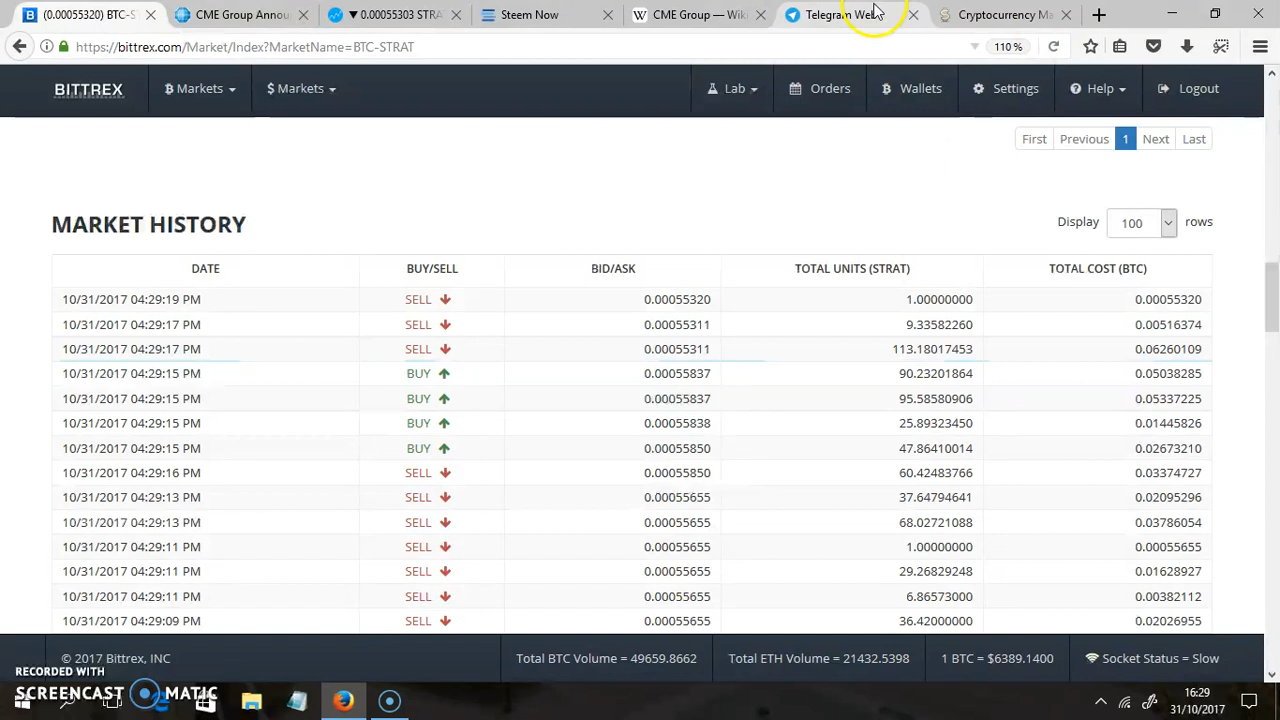 (0.00055320) BTC-S
CME Group Annou
▼ 0.00055303 STRA
Steem Now
CME Group — Wiki
Telegram Web
Cryptocurrency Ma
https://bittrex.com/Market/Index?MarketName=BTC-STRAT
110 %
BITTREX
Ƀ Markets
$ Markets
Lab
Orders
Ƀ Wallets
Settings
Help
Logout
First Previous 1 Next Last
MARKET HISTORY
Display 100 rows
DATE BUY/SELL BID/ASK TOTAL UNITS (STRAT) TOTAL COST (BTC)
10/31/2017 04:29:19 PM SELL 0.00055320 1.00000000 0.00055320
10/31/2017 04:29:17 PM SELL 0.00055311 9.33582260 0.00516374
10/31/2017 04:29:17 PM SELL 0.00055311 113.18017453 0.06260109
10/31/2017 04:29:15 PM BUY 0.00055837 90.23201864 0.05038285
10/31/2017 04:29:15 PM BUY 0.00055837 95.58580906 0.05337225
10/31/2017 04:29:15 PM BUY 0.00055838 25.89323450 0.01445826
10/31/2017 04:29:15 PM BUY 0.00055850 47.86410014 0.02673210
10/31/2017 04:29:16 PM SELL 0.00055850 60.42483766 0.03374727
10/31/2017 04:29:13 PM SELL 0.00055655 37.64794641 0.02095296
10/31/2017 04:29:13 PM SELL 0.00055655 68.02721088 0.03786054
10/31/2017 04:29:11 PM SELL 0.00055655 1.00000000 0.00055655
10/31/2017 04:29:11 PM SELL 0.00055655 29.26829248 0.01628927
10/31/2017 04:29:11 PM SELL 0.00055655 6.86573000 0.00382112
10/31/2017 04:29:09 PM SELL 0.00055655 36.42000000 0.02026955
© 2017 Bittrex, INC
Total BTC Volume = 49659.8662
Total ETH Volume = 21432.5398
1 BTC = $6389.1400
Socket Status = Slow
RECORDED WITH
SCREENCAST MATIC
16:29
31/10/2017